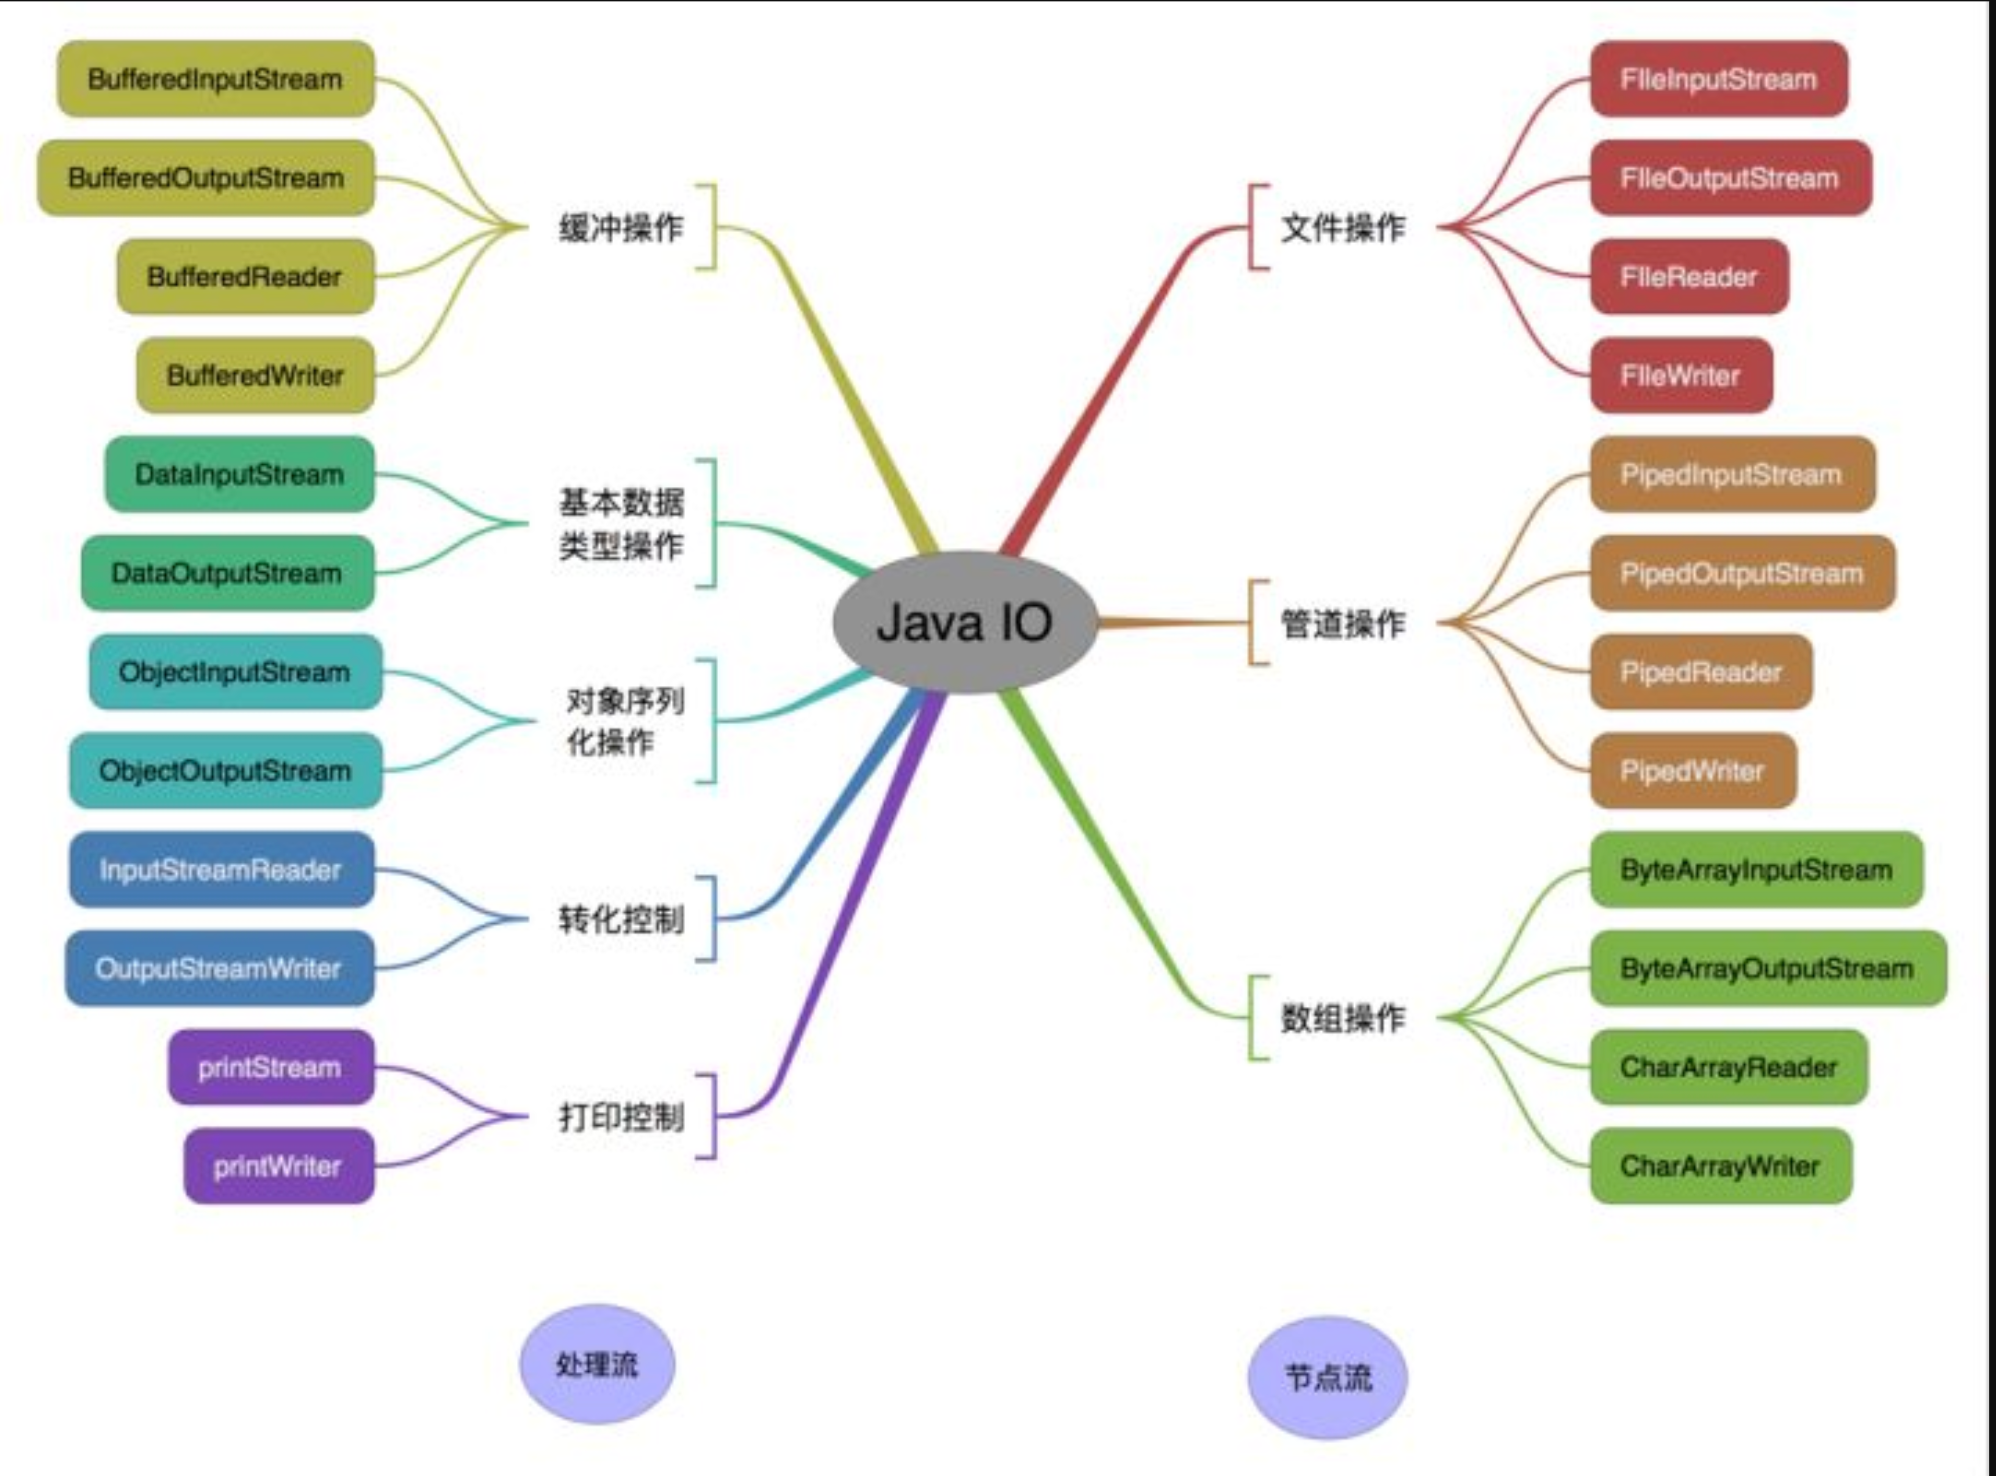 BufferedInputStream
BufferedOutputStream
BufferedReader
BufferedWriter
缓冲操作
DataInputStream
DataOutputStream
基本数据
类型操作
ObjectInputStream
ObjectOutputStream
对象序列
化操作
InputStreamReader
OutputStreamWriter
转化控制
printStream
printWriter
打印控制
Java IO
文件操作
FIleInputStream
FIleOutputStream
FIleReader
FIleWriter
管道操作
PipedInputStream
PipedOutputStream
PipedReader
PipedWriter
数组操作
ByteArrayInputStream
ByteArrayOutputStream
CharArrayReader
CharArrayWriter
处理流
节点流